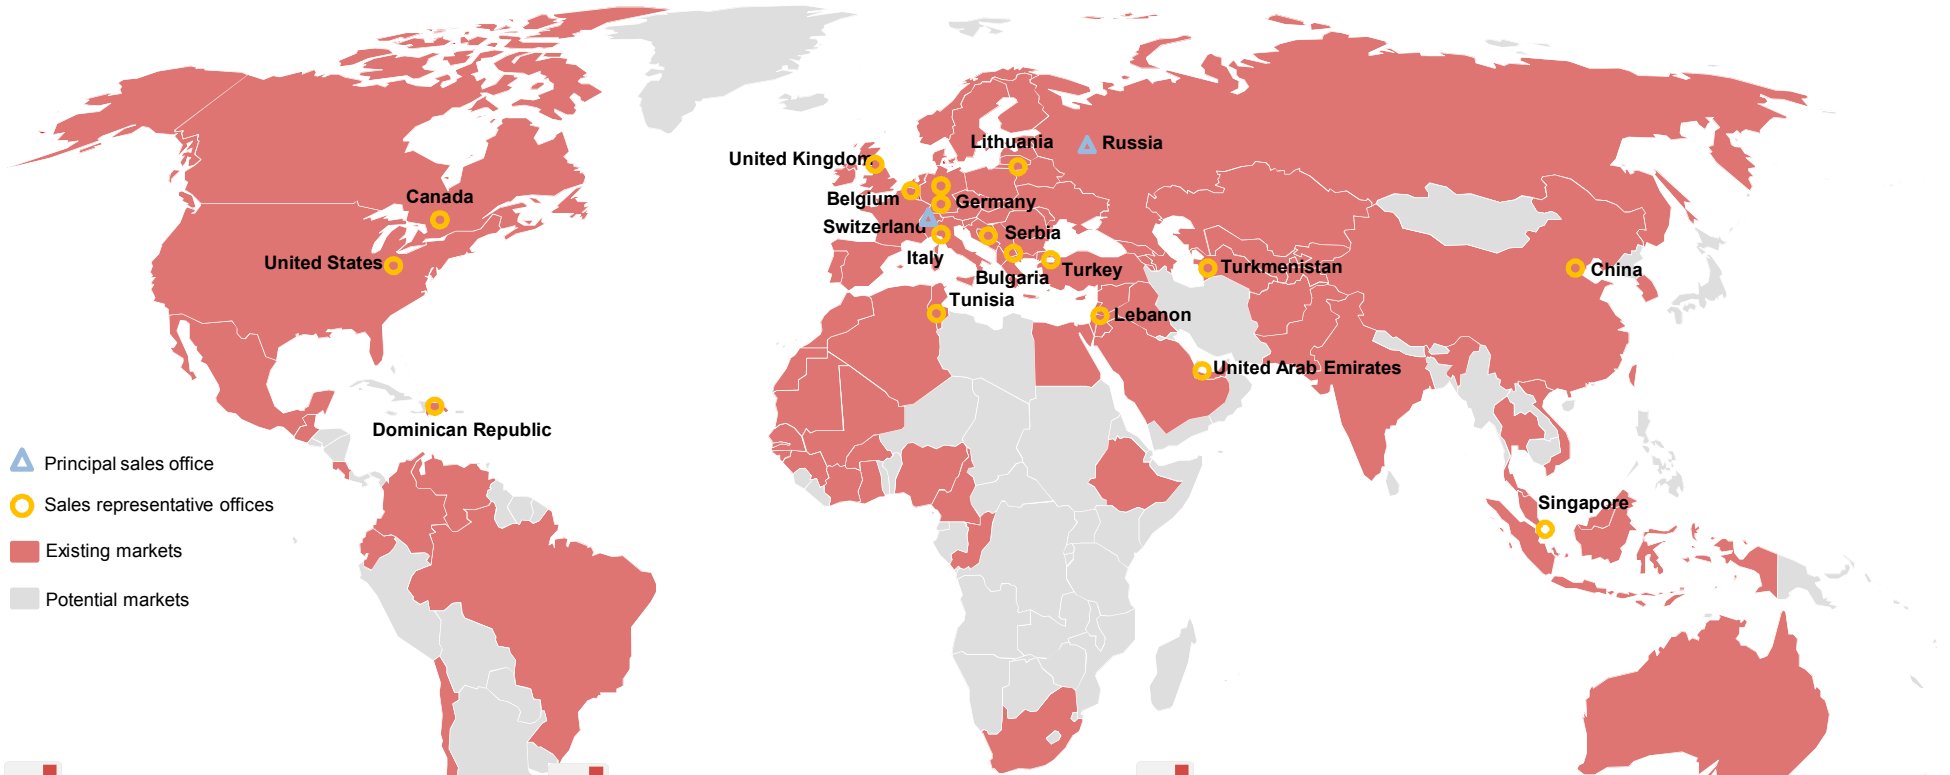 Lithuania
Russia
United Kingdom
Canada
Belgium
Germany
Switzerland
Serbia
United States
Italy
Bulgaria
Turkey
Turkmenistan
China
Tunisia
Lebanon
United Arab Emirates
Dominican Republic
Singapore
Principal sales office
Sales representative offices
Existing markets
Potential markets